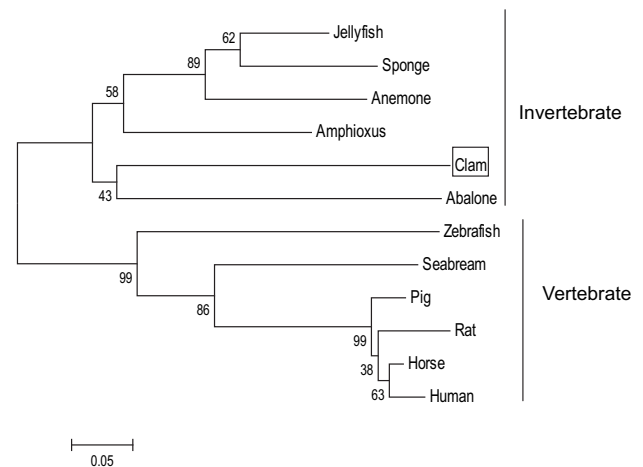 Jellyfish
62
Sponge
89
Anemone
58
Invertebrate
Amphioxus
Clam
43
Abalone
Zebrafish
99
Seabream
Vertebrate
Pig
86
Rat
99
Horse
38
63
Human
0.05